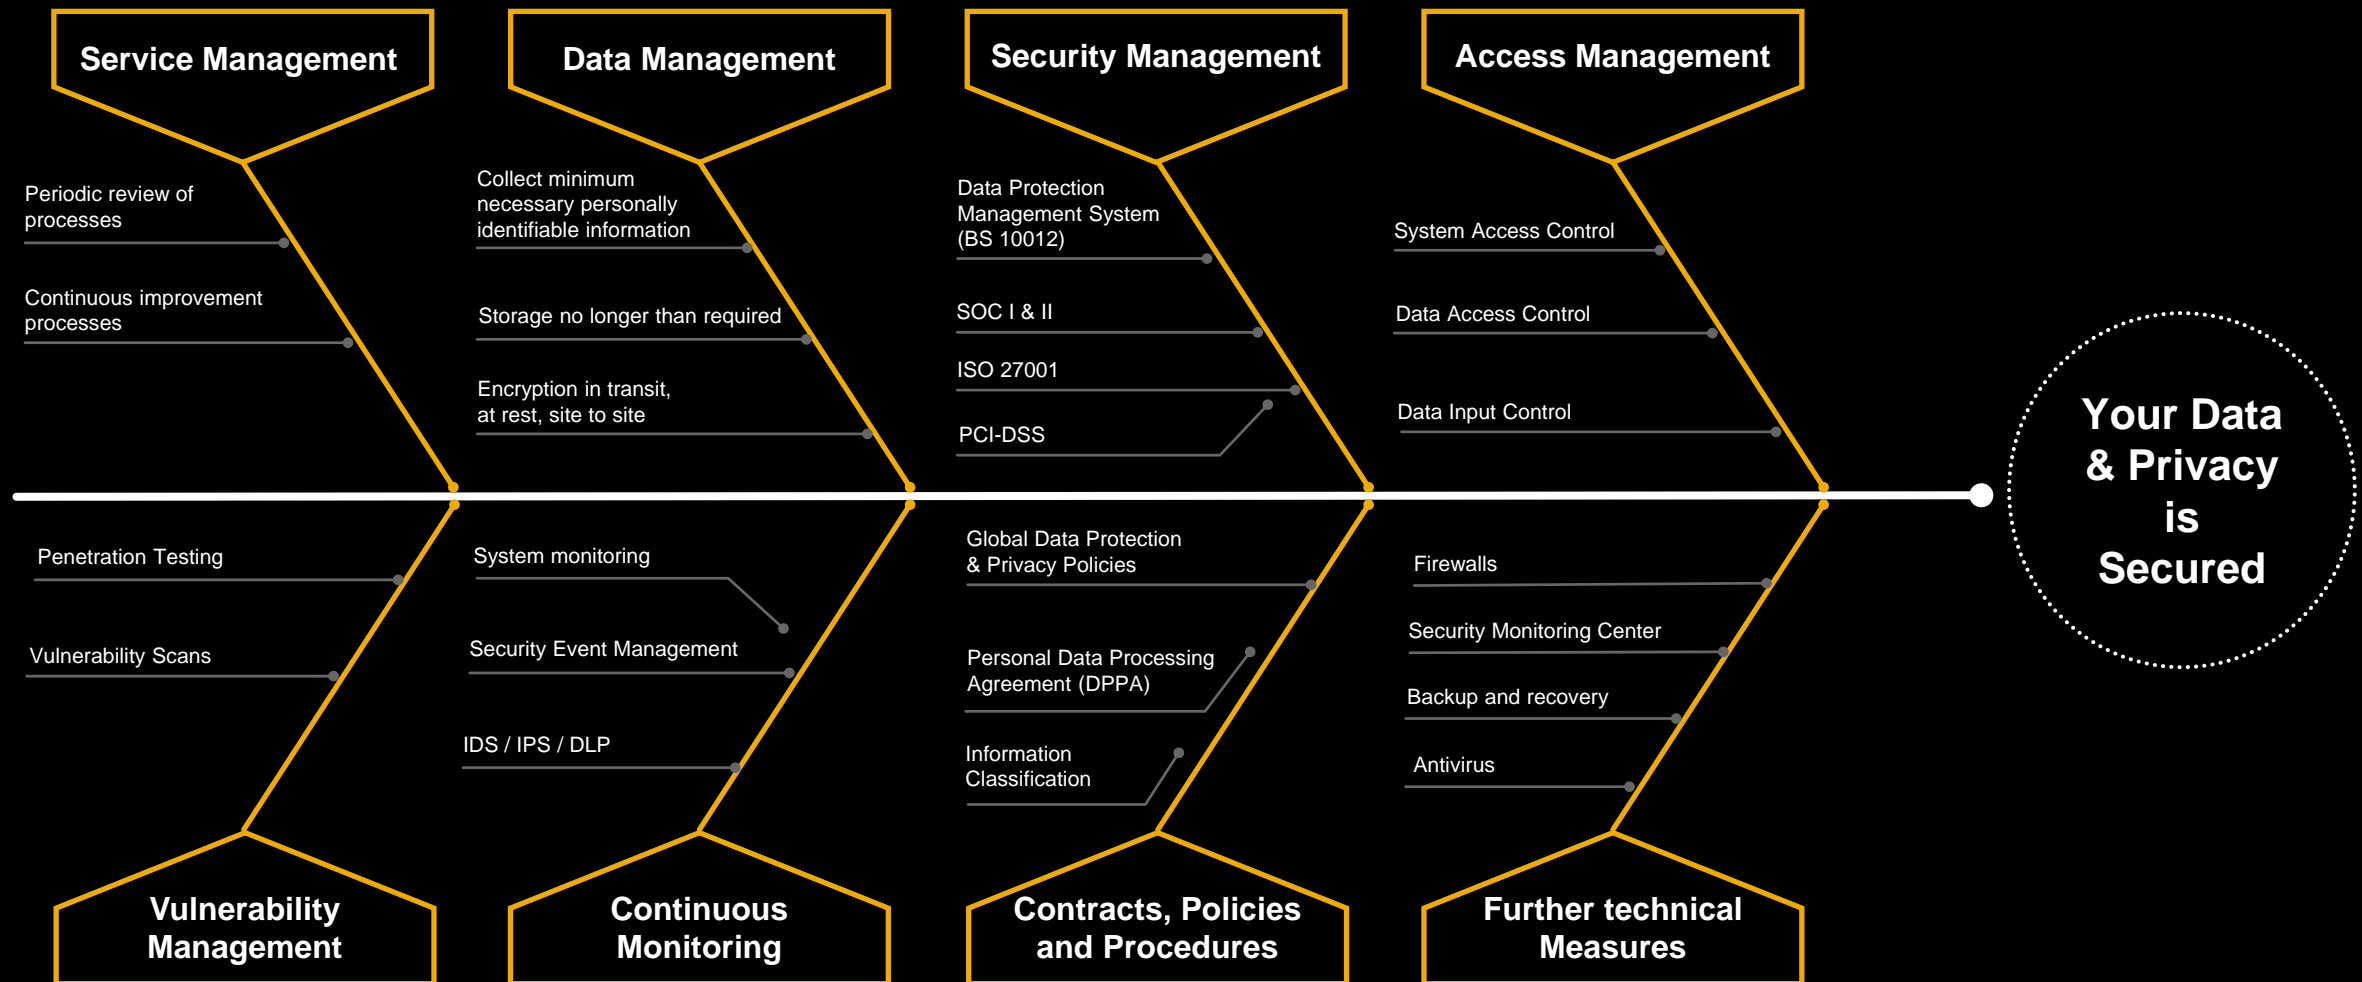 Service Management
Data Management
Security Management
Access Management
Periodic review of
processes
Continuous improvement
processes
Collect minimum
necessary personally
identifiable information
Storage no longer than required
Encryption in transit,
at rest, site to site
Data Protection
Management System
(BS 10012)
SOC I & II
ISO 27001
PCI-DSS
System Access Control
Data Access Control
Data Input Control
Your Data
& Privacy
is
Secured
Penetration Testing
Vulnerability Scans
System monitoring
Security Event Management
IDS / IPS / DLP
Global Data Protection
& Privacy Policies
Personal Data Processing
Agreement (DPPA)
Information
Classification
Firewalls
Security Monitoring Center
Backup and recovery
Antivirus
Vulnerability
Management
Continuous
Monitoring
Contracts, Policies
and Procedures
Further technical
Measures